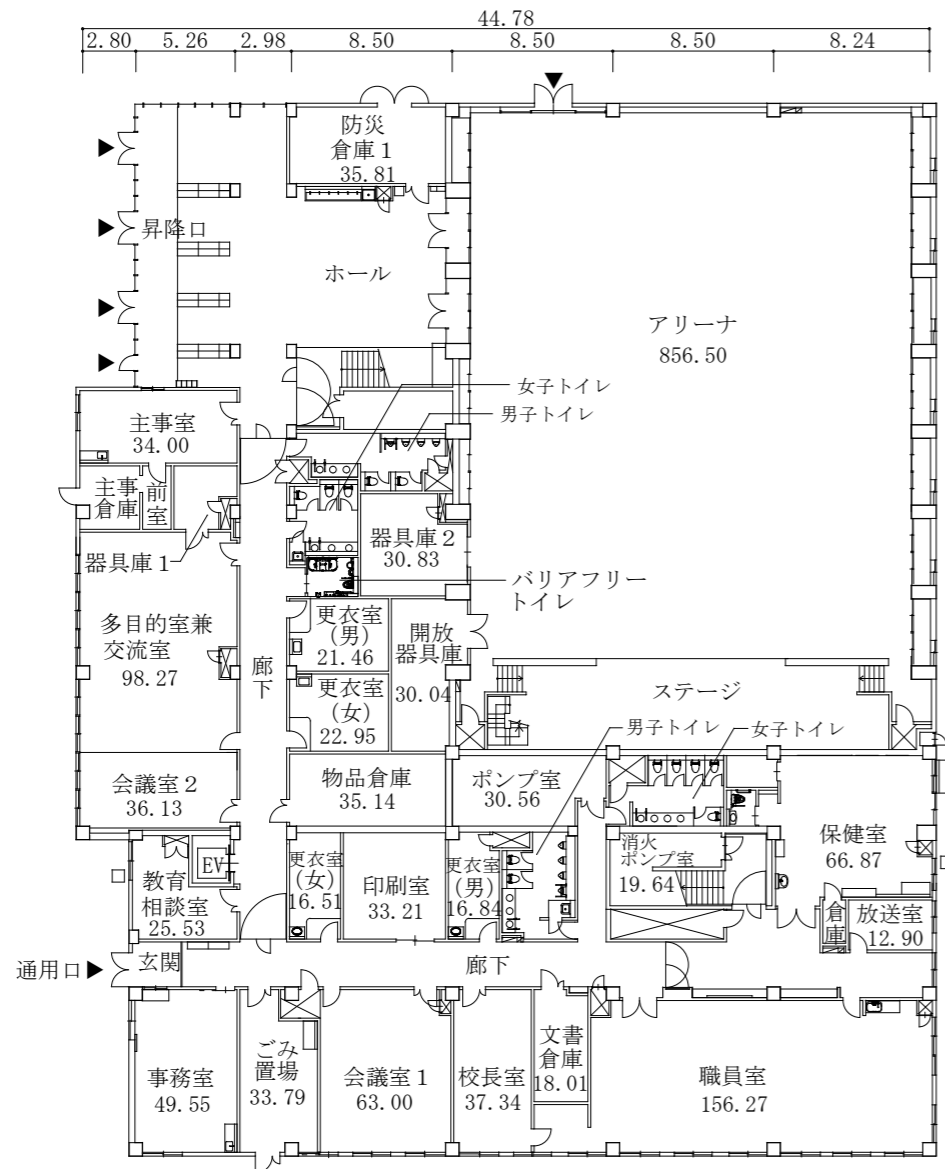 44.78
2.80 5.26 2.98 8.50 8.50 8.50 8.24
防災
倉庫1
35.81
昇降口
ホール
アリーナ
856.50
女子トイレ
男子トイレ
主事室
34.00
主事
倉庫
前
室
器具庫1
器具庫2
30.83
バリアフリー
トイレ
多目的室兼
交流室
98.27
廊
下
更衣室
(男)
21.46
開放
器具庫
30.04
更衣室
(女)
22.95
ステージ
男子トイレ
女子トイレ
会議室2
36.13
物品倉庫
35.14
ポンプ室
30.56
EV
教育
相談室
25.53
更衣室
(女)
16.51
印刷室
33.21
更衣室
(男)
16.84
消火
ポンプ室
19.64
保健室
66.87
倉
庫
放送室
12.90
通用口
玄関
廊下
事務室
49.55
ごみ
置場
33.79
会議室1
63.00
校長室
37.34
文書
倉庫
18.01
職員室
156.27